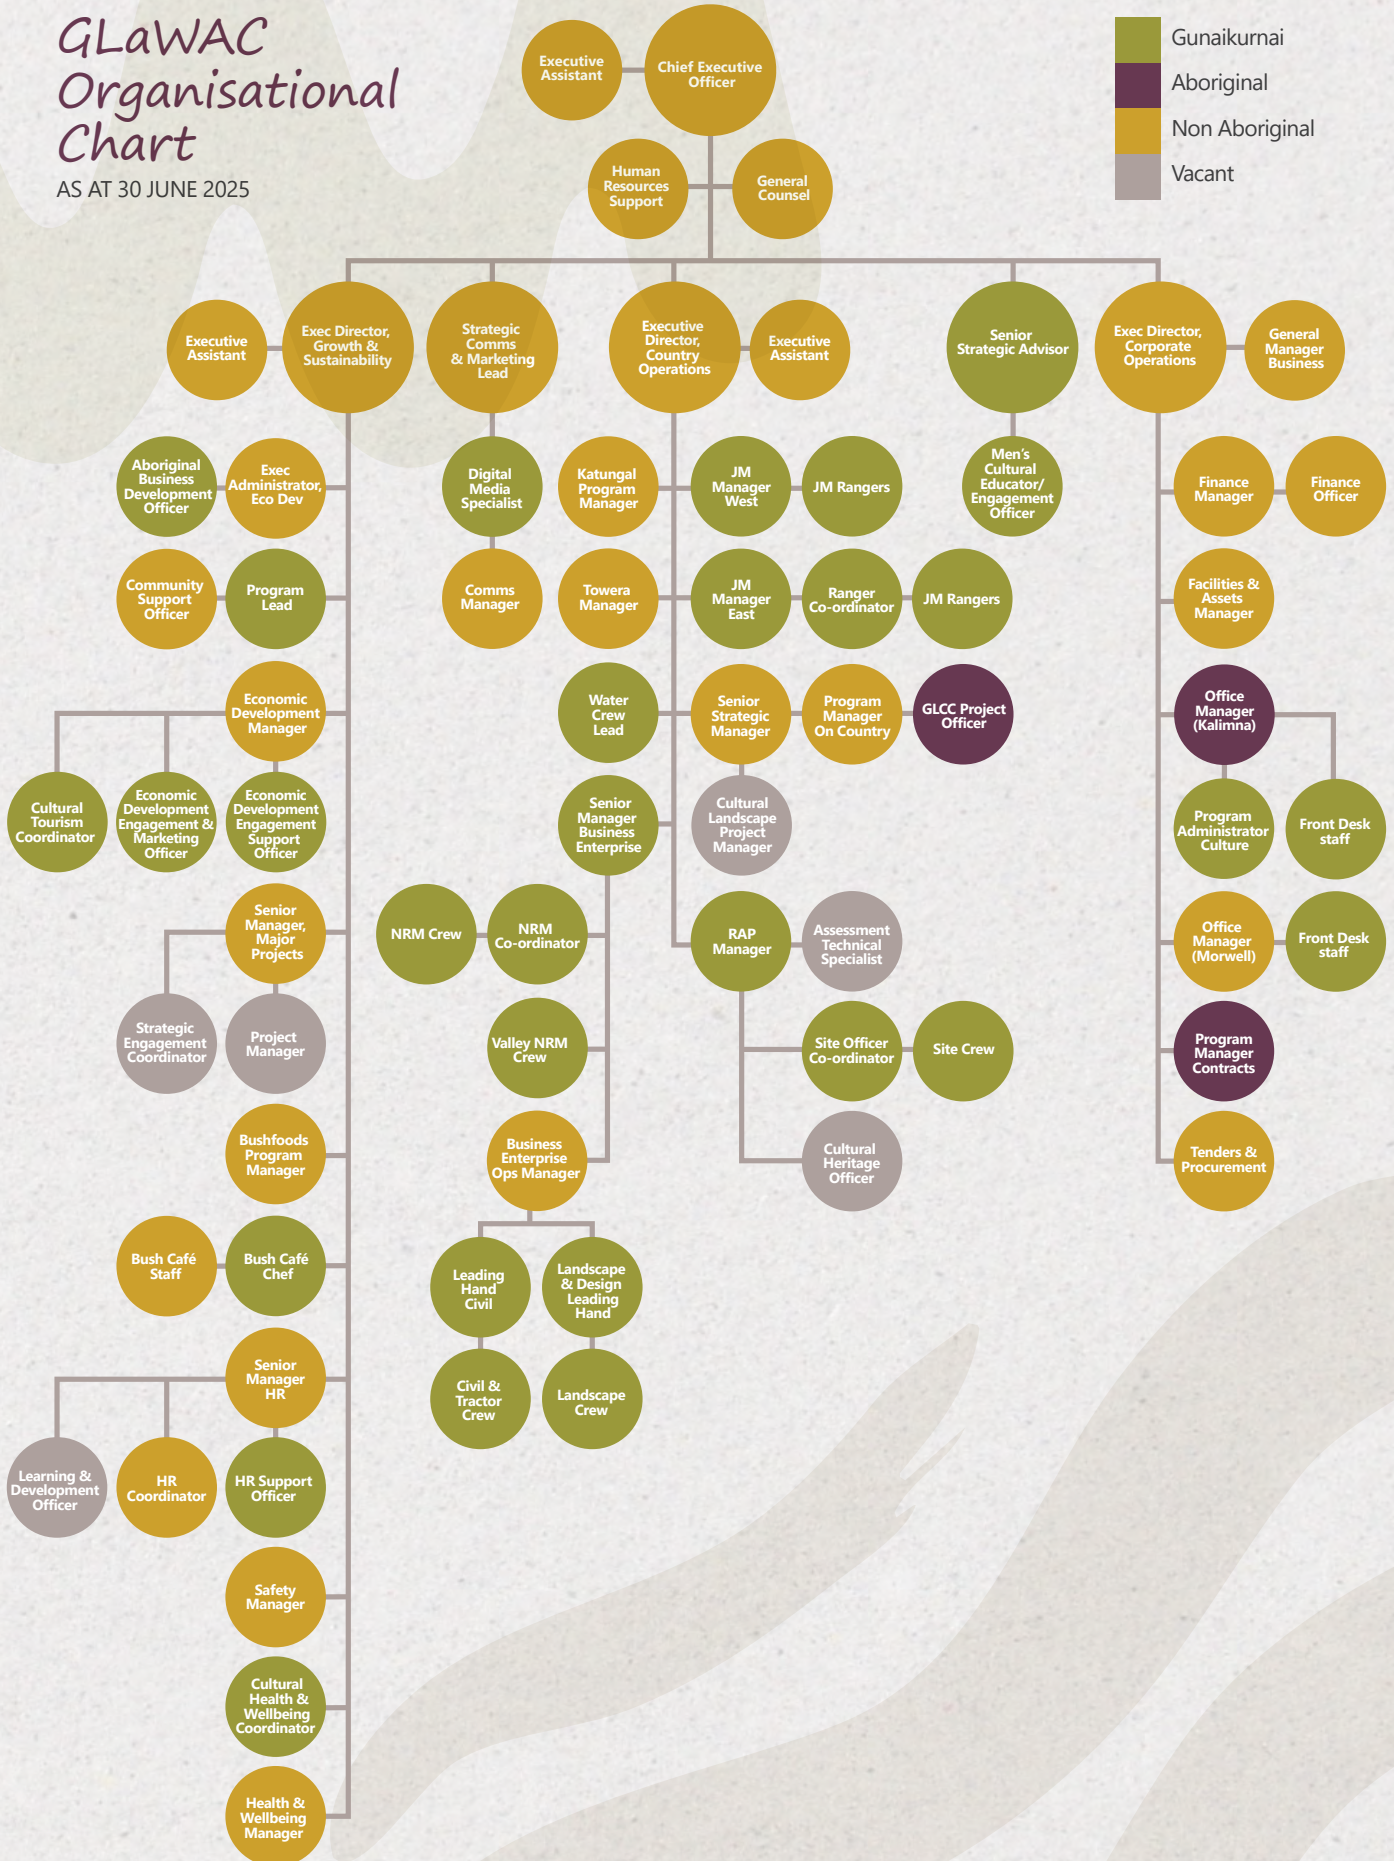 GLaWAC
Organisational
Chart
AS AT 30 JUNE 2025
Gunaikurnai
Aboriginal
Non Aboriginal
Vacant
Executive
Assistant
Chief Executive
Officer
Human
Resources
Support
General
Counsel
Executive
Assistant
Exec Director,
Growth &
Sustainability
Strategic
Comms
& Marketing
Lead
Executive
Director,
Country
Operations
Executive
Assistant
Senior
Strategic Advisor
Exec Director,
Corporate
Operations
General
Manager
Business
Aboriginal
Business
Development
Officer
Exec
Administrator,
Eco Dev
Digital
Media
Specialist
Katungal
Program
Manager
JM
Manager
West
JM Rangers
Men's
Cultural
Educator/
Engagement
Officer
Finance
Manager
Finance
Officer
Community
Support
Officer
Program
Lead
Comms
Manager
Towera
Manager
JM
Manager
East
Ranger
Co-ordinator
JM Rangers
Facilities &
Assets
Manager
Economic
Development
Manager
Water
Crew
Lead
Senior
Strategic
Manager
Program
Manager
On Country
GLCC Project
Officer
Office
Manager
(Kalimna)
Cultural
Tourism
Coordinator
Economic
Development
Engagement &
Marketing
Officer
Economic
Development
Engagement
Support
Officer
Senior
Manager
Business
Enterprise
Cultural
Landscape
Project
Manager
Program
Administrator
Culture
Front Desk
staff
Senior
Manager,
Major
Projects
NRM Crew
NRM
Co-ordinator
RAP
Manager
Assessment
Technical
Specialist
Office
Manager
(Morwell)
Front Desk
staff
Strategic
Engagement
Coordinator
Project
Manager
Valley NRM
Crew
Site Officer
Co-ordinator
Site Crew
Program
Manager
Contracts
Bushfoods
Program
Manager
Business
Enterprise
Ops Manager
Cultural
Heritage
Officer
Tenders &
Procurement
Bush Café
Staff
Bush Café
Chef
Leading
Hand
Civil
Landscape
& Design
Leading
Hand
Senior
Manager
HR
Civil &
Tractor
Crew
Landscape
Crew
Learning &
Development
Officer
HR
Coordinator
HR Support
Officer
Safety
Manager
Cultural
Health &
Wellbeing
Coordinator
Health &
Wellbeing
Manager